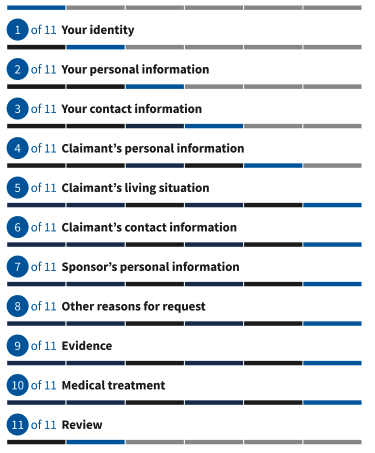 1 of 11 Your identity
2 of 11 Your personal information
3 of 11 Your contact information
4 of 11 Claimant’s personal information
5 of 11 Claimant’s living situation
6 of 11 Claimant’s contact information
7 of 11 Sponsor’s personal information
8 of 11 Other reasons for request
9 of 11 Evidence
10 of 11 Medical treatment
11 of 11 Review